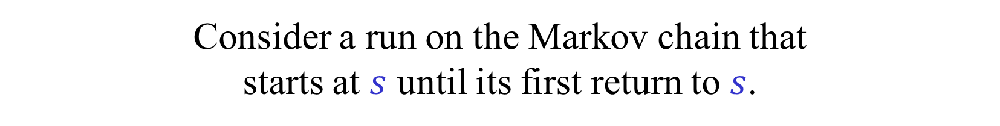 Consider a run on the Markov chain that
starts at s until its first return to s.